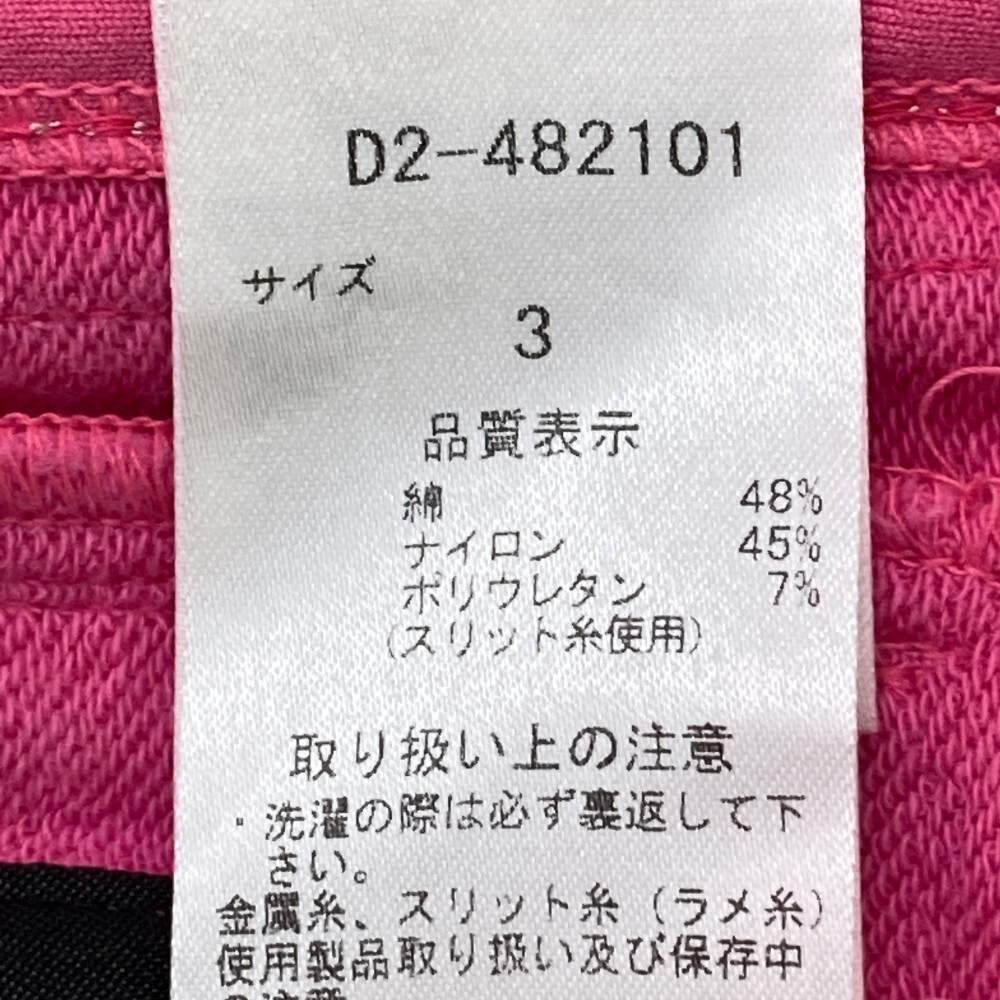 D2-482101
サイズ
3
品質表示
綿 48%
ナイロン 45%
ポリウレタン 7%
(スリット糸使用)
取り扱い上の注意
・洗濯の際は必ず裏返して下
さい。
金属糸、スリット糸(ラメ糸)
使用製品取り扱い及び保存中